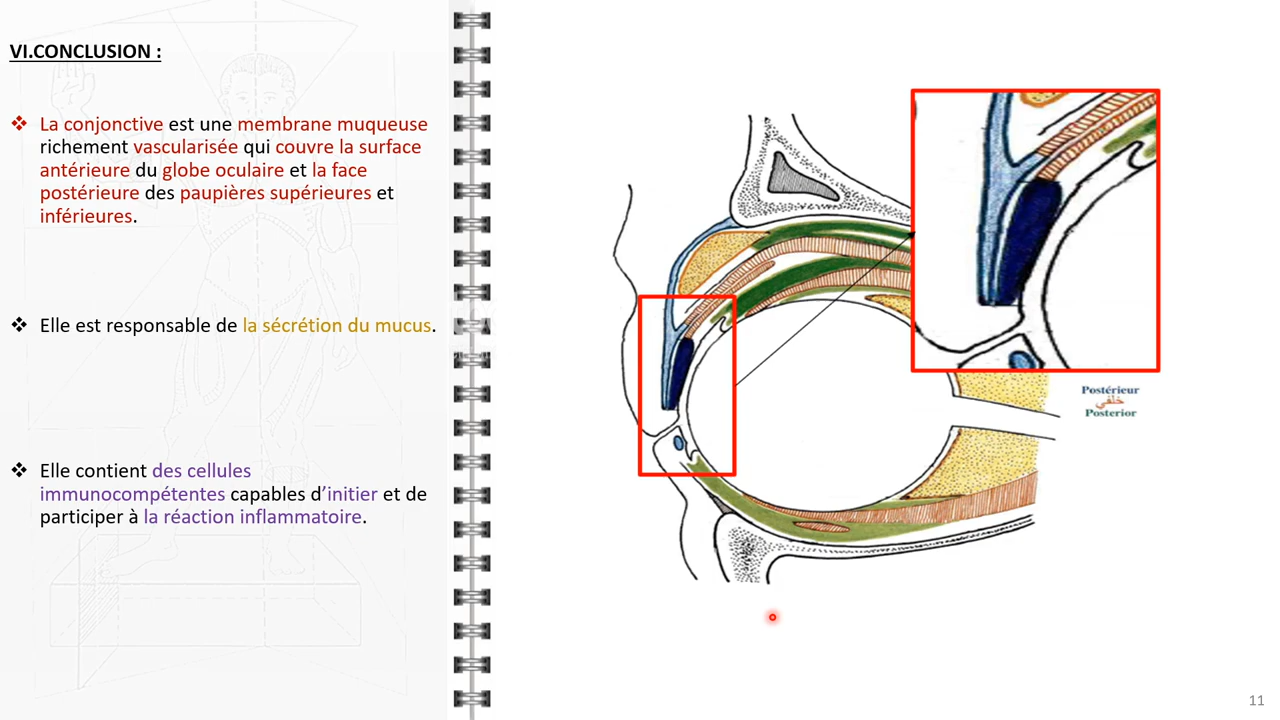 VI.CONCLUSION :
❖ La conjonctive est une membrane muqueuse
richement vascularisée qui couvre la surface
antérieure du globe oculaire et la face
postérieure des paupières supérieures et
inférieures.
❖ Elle est responsable de la sécrétion du mucus.
❖ Elle contient des cellules
immunocompétentes capables d'initier et de
participer à la réaction inflammatoire.
Postérieur
خلفي
Posterior
11